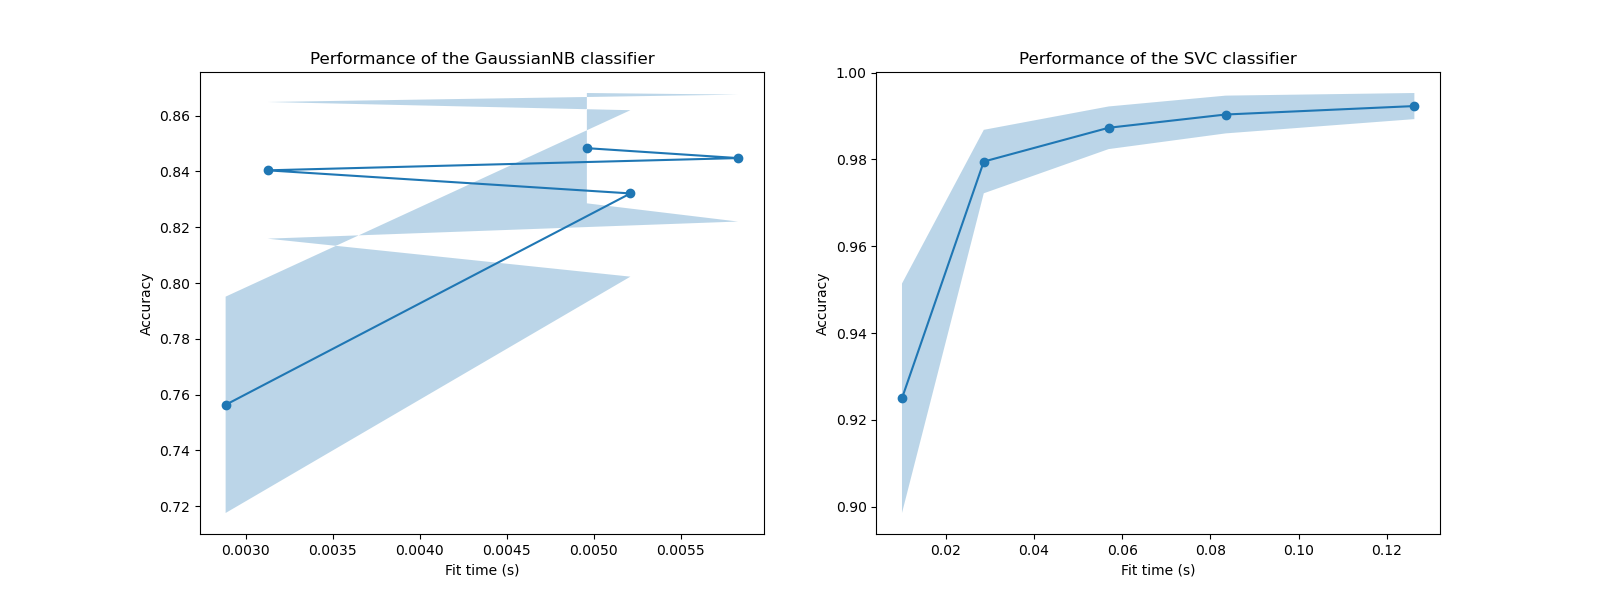 Performance of the GaussianNB classifier
Accuracy
0.86
0.84
0.82
0.80
0.78
0.76
0.74
0.72
0.0030 0.0035 0.0040 0.0045 0.0050 0.0055
Fit time (s)
Performance of the SVC classifier
Accuracy
1.00
0.98
0.96
0.94
0.92
0.90
0.02 0.04 0.06 0.08 0.10 0.12
Fit time (s)